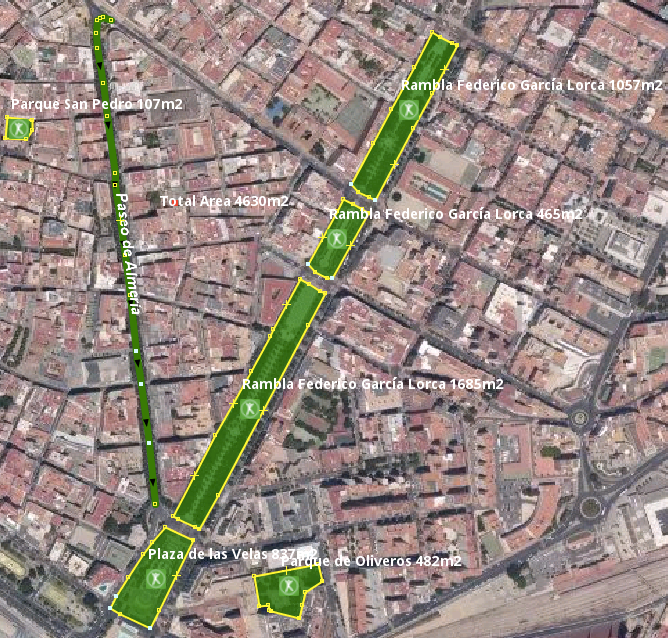 Rambla Federico García Lorca 1057m2
Parque San Pedro 107m2
Total Area 4630m2
Paseo de Almería
Rambla Federico García Lorca 465m2
Rambla Federico García Lorca 1685m2
Plaza de las Velas 837m2
Parque de Oliveros 482m2